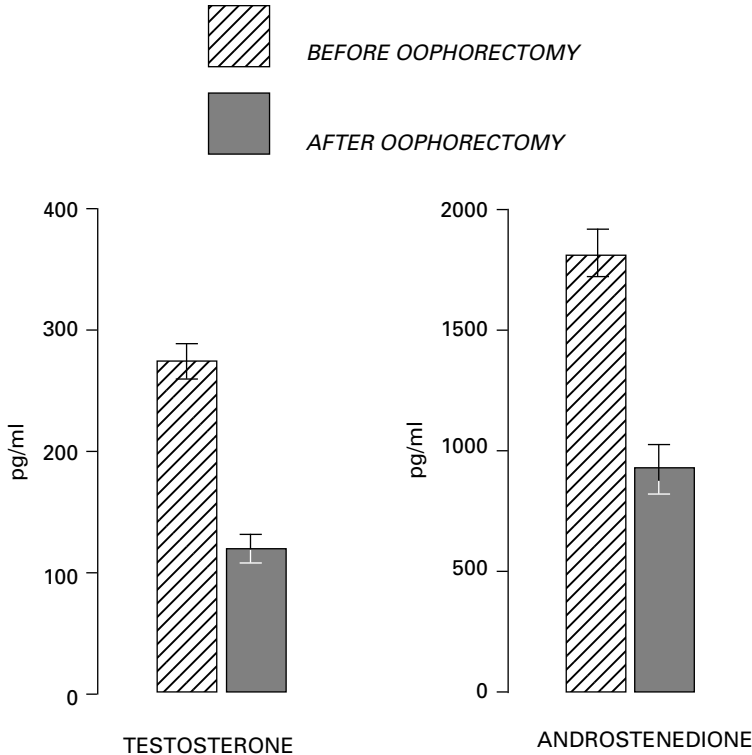 BEFORE OOPHORECTOMY
AFTER OOPHORECTOMY
400
300
200
100
0
pg/ml
TESTOSTERONE
2000
1500
1000
500
0
pg/ml
ANDROSTENEDIONE